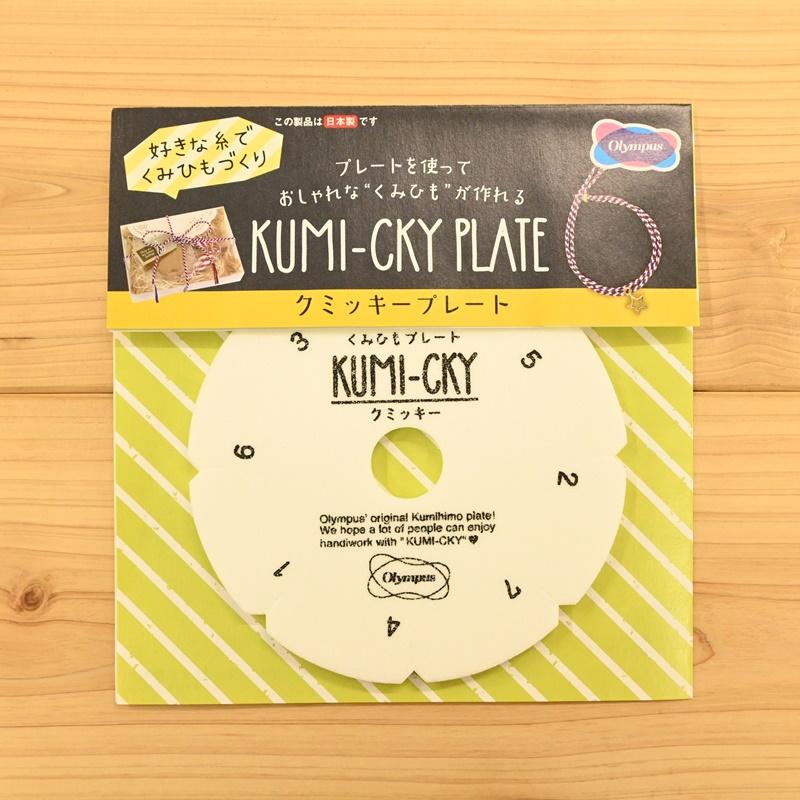 この製品は日本製です
好きな糸で
くみひもづくり
Olympus
プレートを使って
おしゃれな“くみひも”が作れる
KUMI-CKY PLATE
クミッキープレート
くみひもプレート
KUMI-CKY
クミッキー
3
5
6
2
Olympus' original Kumihimo plate!
We hope a lot of people can enjoy
handiwork with "KUMI-CKY"♥
Olympus
1
7
4